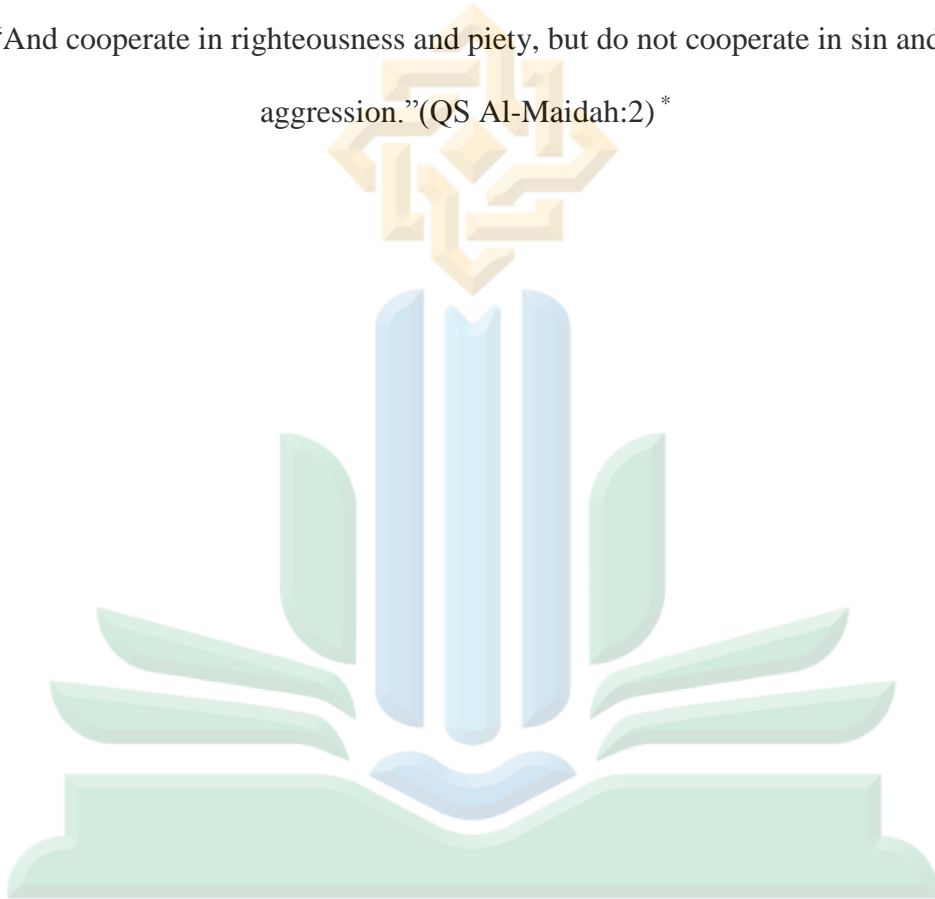 “And cooperate in righteousness and piety, but do not cooperate in sin and
aggression.”(QS Al-Maidah:2) *